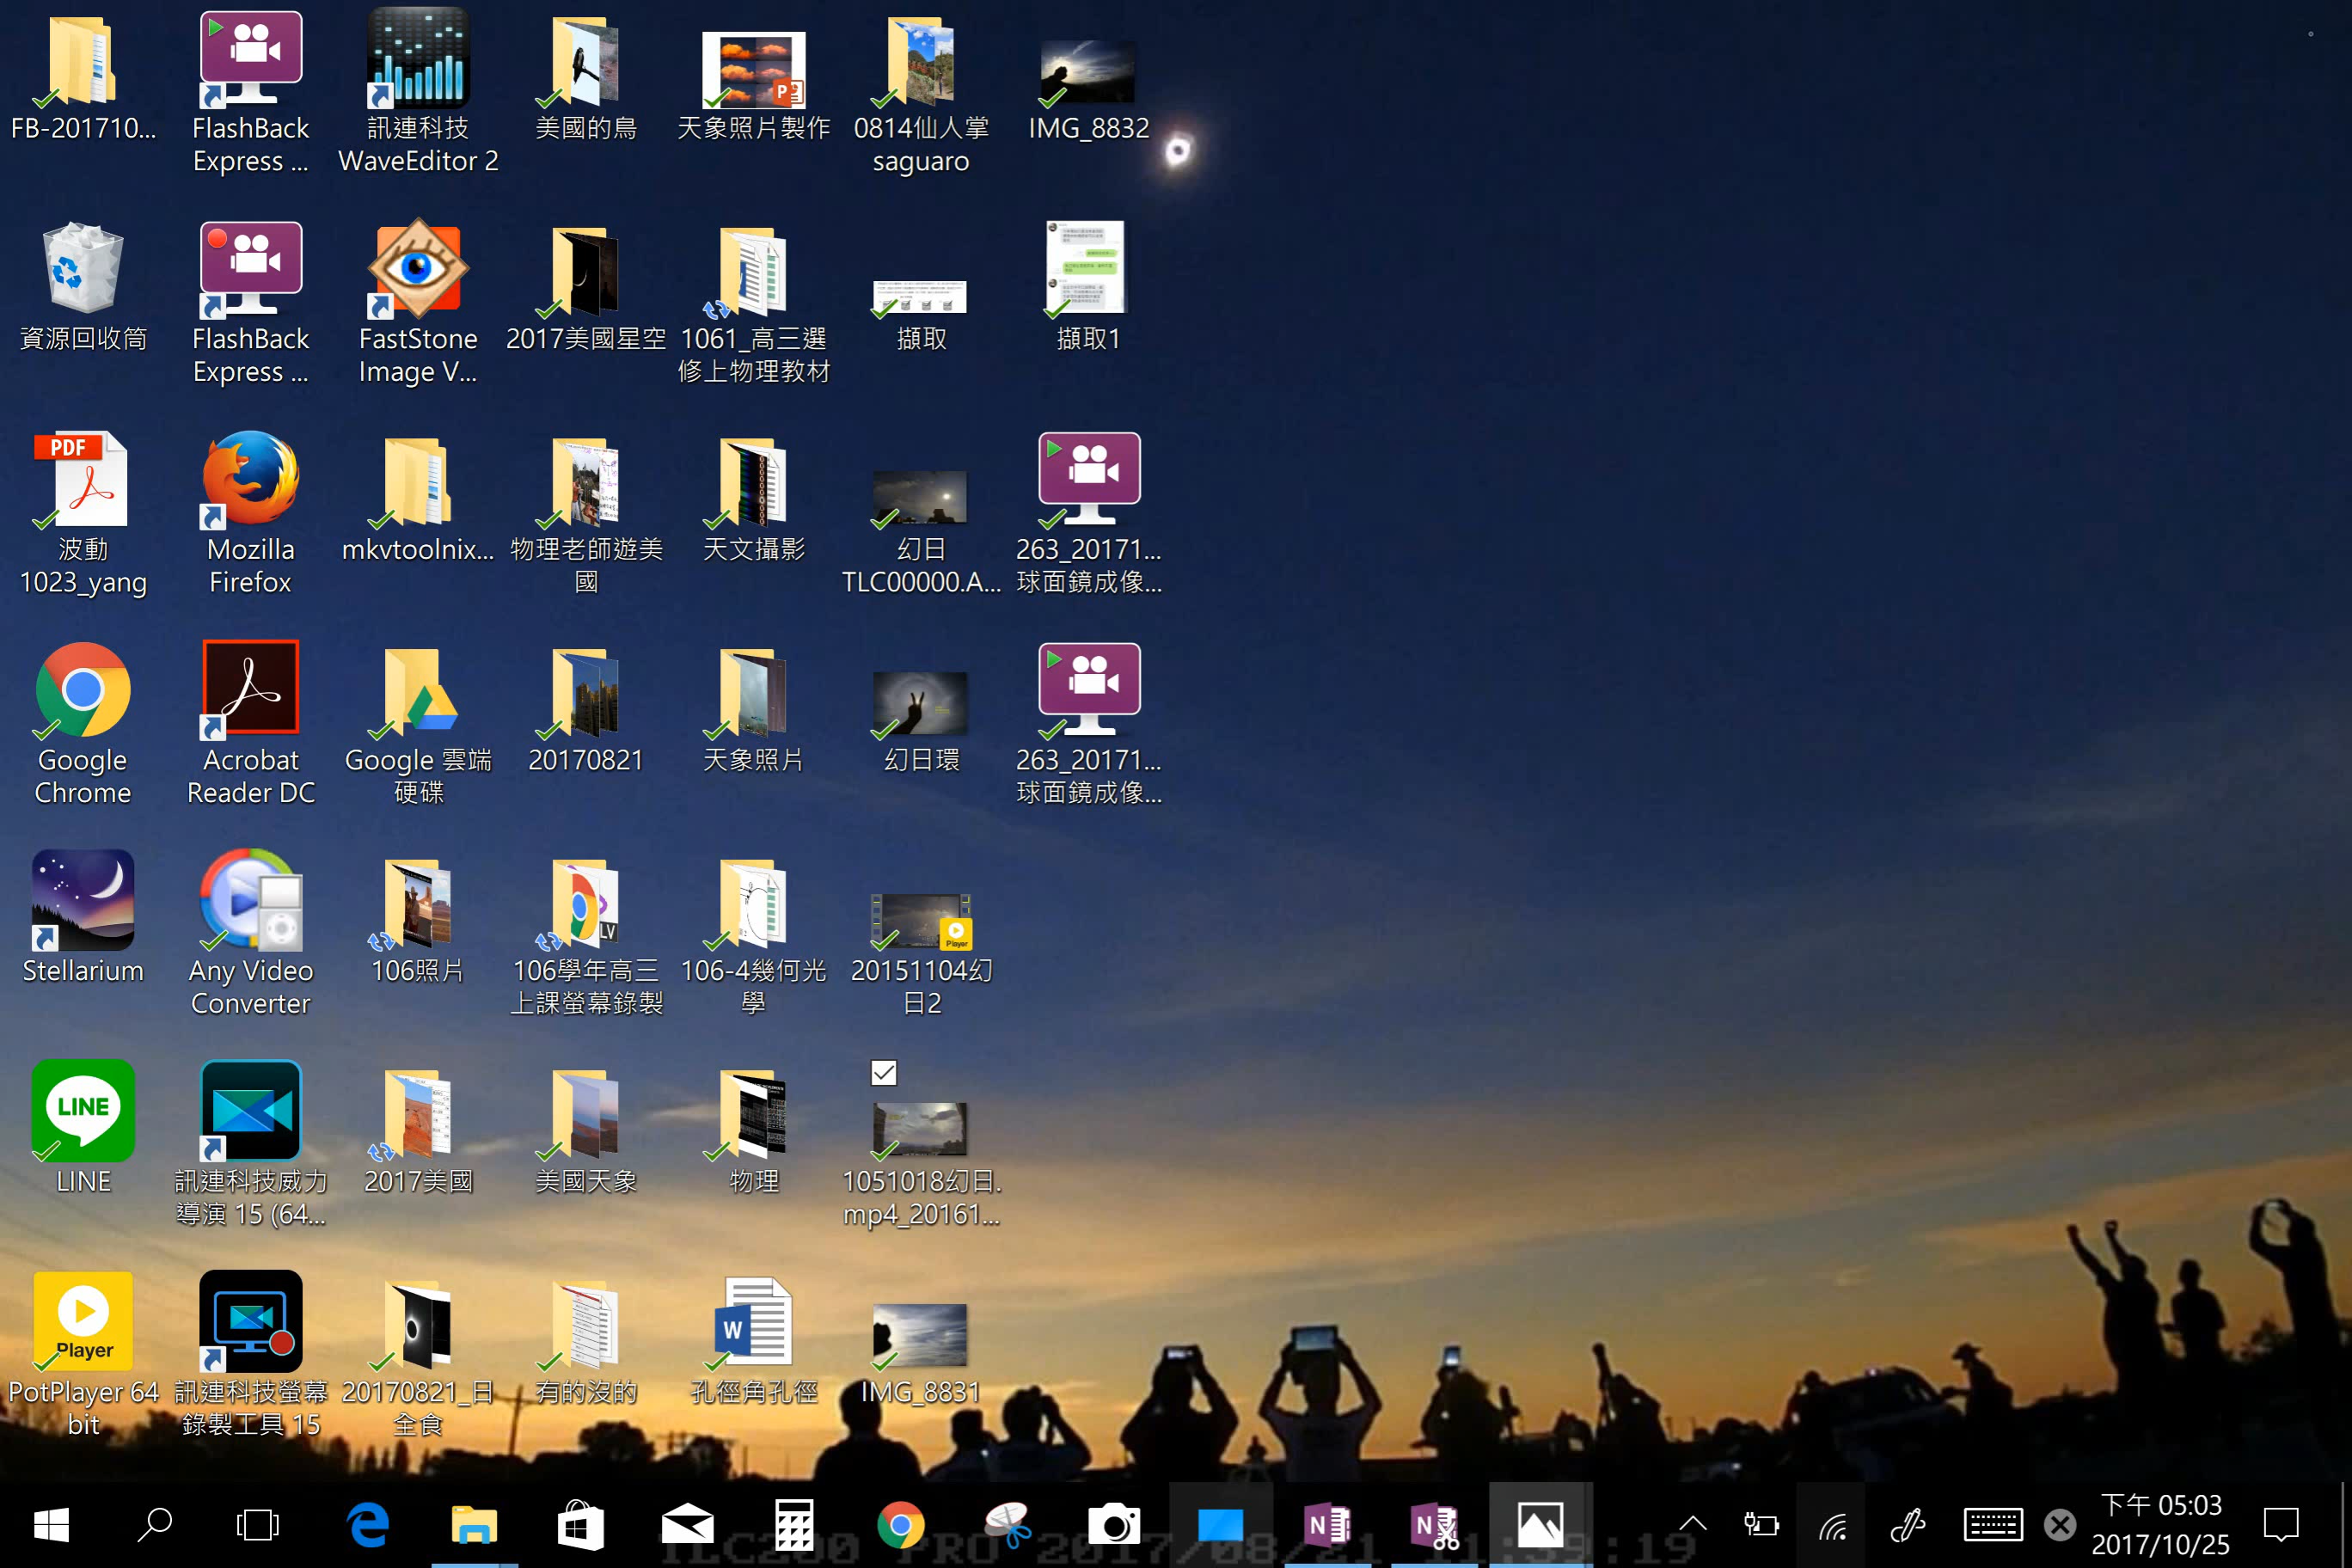 FB-201710...
FlashBack
Express ...
訊連科技
WaveEditor 2
美國的鳥
天象照片製作
0814仙人掌
saguaro
IMG_8832
資源回收筒
FlashBack
Express ...
FastStone
Image V...
2017美國星空
1061_高三選
修上物理教材
擷取
擷取1
PDF
波動
1023_yang
Mozilla
Firefox
mkvtoolnix...
物理老師遊美
國
天文攝影
幻日
TLC00000.A...
263_20171...
球面鏡成像...
Google
Chrome
Acrobat
Reader DC
Google 雲端
硬碟
20170821
天象照片
幻日環
263_20171...
球面鏡成像...
Stellarium
Any Video
Converter
106照片
LV
106學年高三
上課螢幕錄製
106-4幾何光
學
Player
20151104幻
日2
LINE
LINE
訊連科技威力
導演 15 (64...
2017美國
美國天象
物理
1051018幻日.
mp4_20161...
Player
PotPlayer 64
bit
訊連科技螢幕
錄製工具 15
20170821_日
全食
有的沒的
W
孔徑角孔徑
IMG_8831
N
N
下午 05:03
2017/10/25
TLC200 PRO 2017/08/21 11:39:19